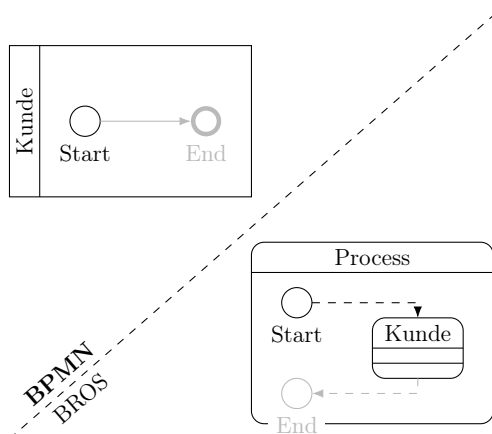 Kunde
Start
End
Process
Start
Kunde
End
BPMN
BROS